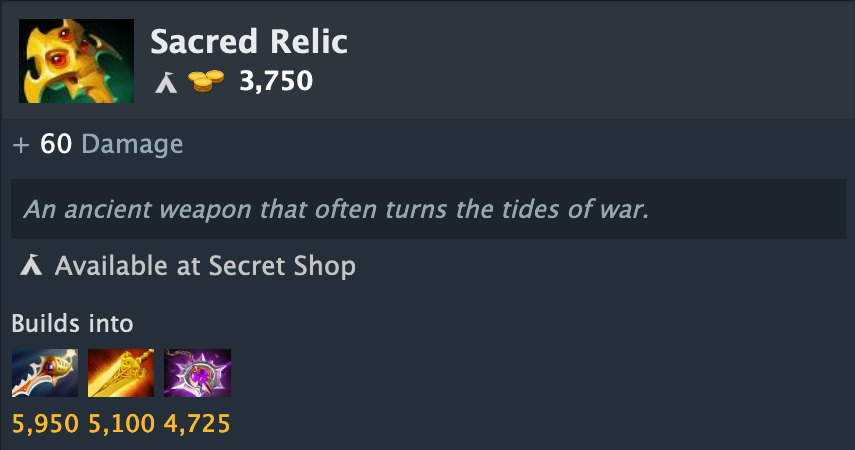 Sacred Relic
3,750
+ 60 Damage
An ancient weapon that often turns the tides of war.
Available at Secret Shop
Builds into
5,950 5,100 4,725